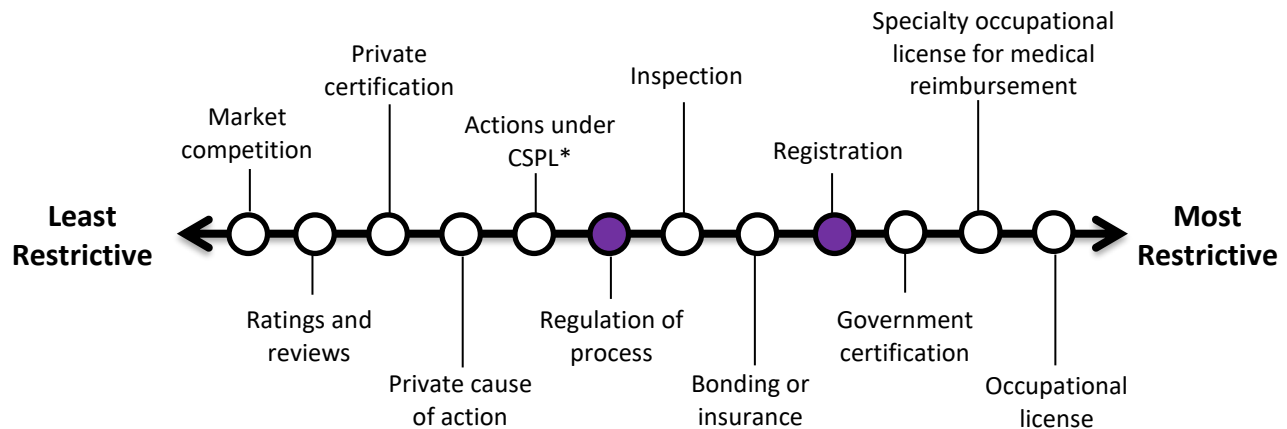 Specialty occupational
license for medical
reimbursement
Private
certification
Inspection
Market
competition
Actions under
CSPL*
Registration
Least
Restrictive
Most
Restrictive
Ratings and
reviews
Regulation of
process
Government
certification
Private cause
of action
Bonding or
insurance
Occupational
license